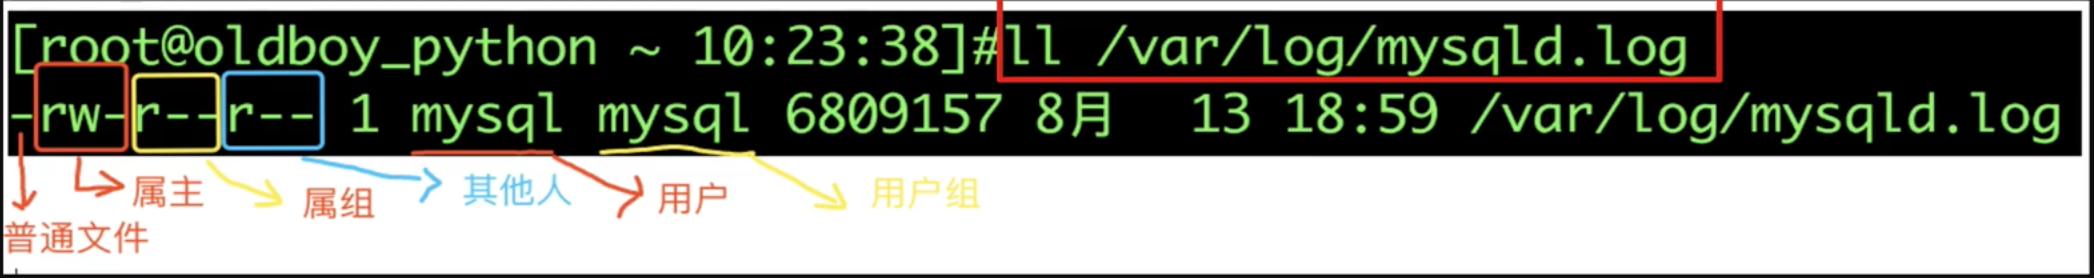 [root@oldboy_python ~ 10:23:38]#ll /var/log/mysqld.log
-rw-r--r-- 1 mysql mysql 6809157 8月  13 18:59 /var/log/mysqld.log
属主 属组 其他人 用户 用户组
普通文件